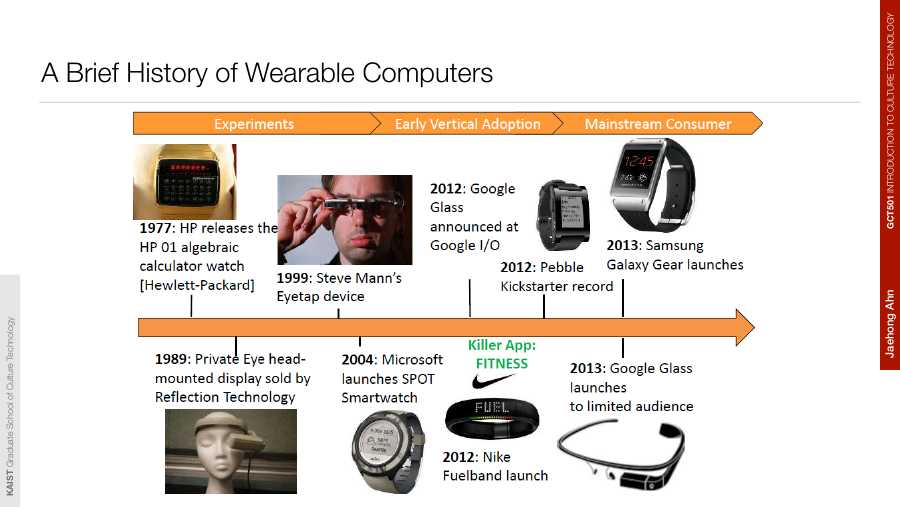 A Brief History of Wearable Computers
Experiments
Early Vertical Adoption
Mainstream Consumer
1977: HP releases the
HP 01 algebraic
calculator watch
[Hewlett-Packard]
1999: Steve Mann's
Eyetap device
2012: Google
Glass
announced at
Google I/O
2012: Pebble
Kickstarter record
12:45
2013: Samsung
Galaxy Gear launches
1989: Private Eye head-
mounted display sold by
Reflection Technology
2004: Microsoft
launches SPOT
Smartwatch
Killer App:
FITNESS
FUEL
2012: Nike
Fuelband launch
2013: Google Glass
launches
to limited audience
KAIST Graduate School of Culture Technology
GCT501 INTRODUCTION TO CULTURE TECHNOLOGY
Jaehong Ahn